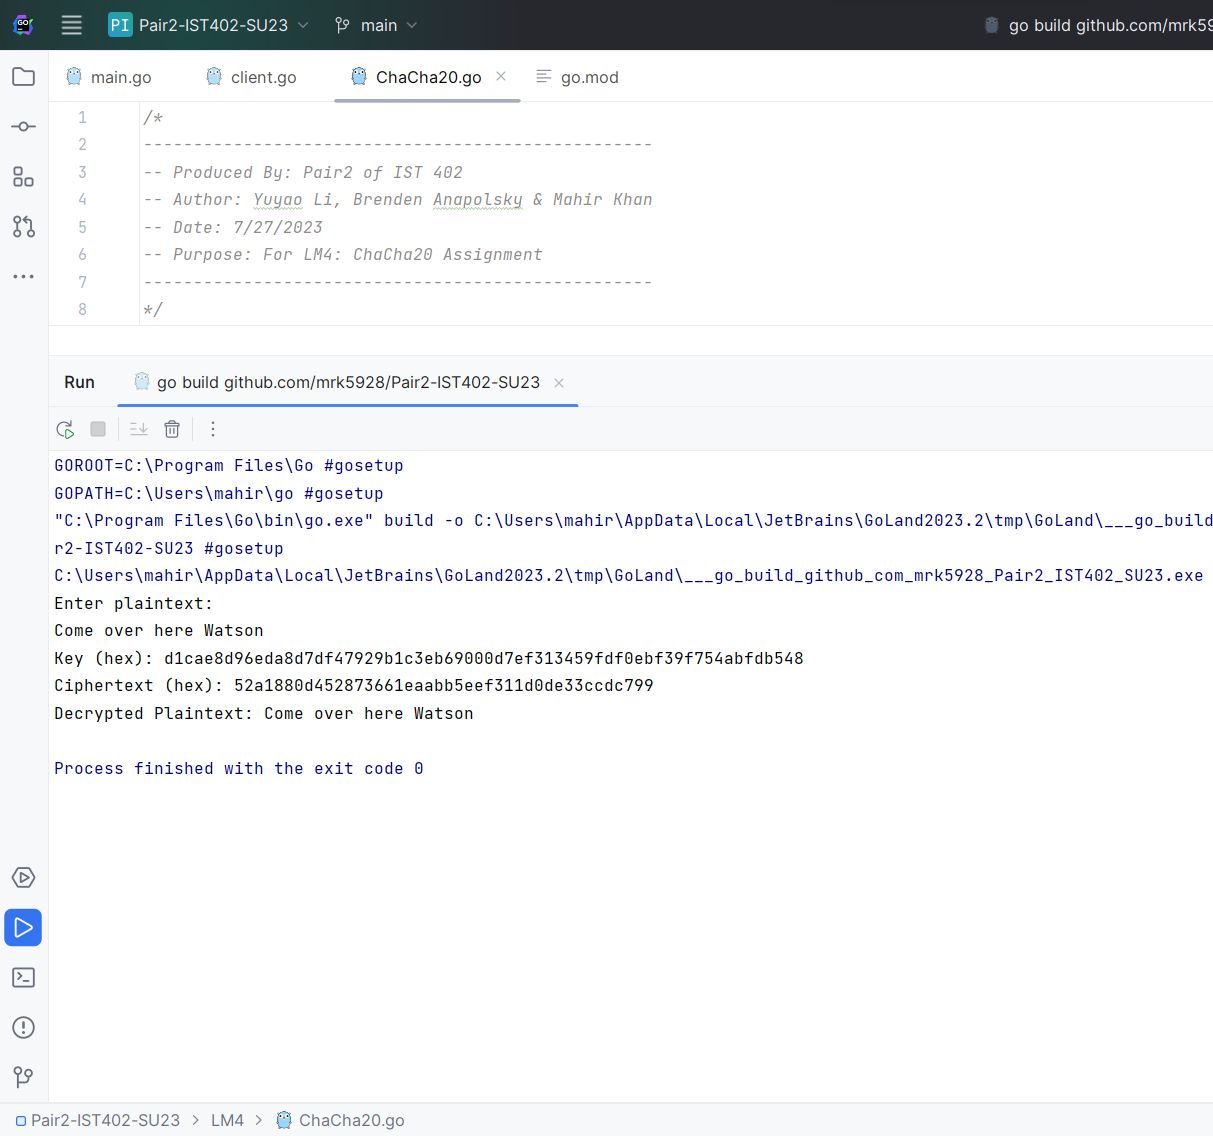 PI Pair2-IST402-SU23 main go build github.com/mrk59
main.go client.go ChaCha20.go go.mod
1 /*
2 ---------------------------------------------------
3 -- Produced By: Pair2 of IST 402
4 -- Author: Yuyao Li, Brenden Anapolsky & Mahir Khan
5 -- Date: 7/27/2023
6 -- Purpose: For LM4: ChaCha20 Assignment
7 ---------------------------------------------------
8 */
Run go build github.com/mrk5928/Pair2-IST402-SU23
GOROOT=C:\Program Files\Go #gosetup
GOPATH=C:\Users\mahir\go #gosetup
"C:\Program Files\Go\bin\go.exe" build -o C:\Users\mahir\AppData\Local\JetBrains\GoLand2023.2\tmp\GoLand\___go_build
r2-IST402-SU23 #gosetup
C:\Users\mahir\AppData\Local\JetBrains\GoLand2023.2\tmp\GoLand\___go_build_github_com_mrk5928_Pair2_IST402_SU23.exe
Enter plaintext:
Come over here Watson
Key (hex): d1cae8d96eda8d7df47929b1c3eb69000d7ef313459fdf0ebf39f754abfdb548
Ciphertext (hex): 52a1880d452873661eaabb5eef311d0de33ccdc799
Decrypted Plaintext: Come over here Watson
Process finished with the exit code 0
Pair2-IST402-SU23 > LM4 > ChaCha20.go